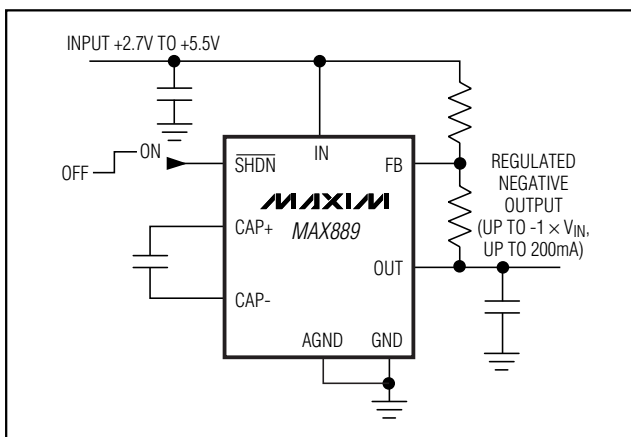 INPUT +2.7V TO +5.5V
OFF
ON
SHDN
IN
FB
MAXIM
MAX889
CAP+
CAP-
OUT
AGND
GND
REGULATED
NEGATIVE
OUTPUT
(UP TO -1 × VIN,
UP TO 200mA)